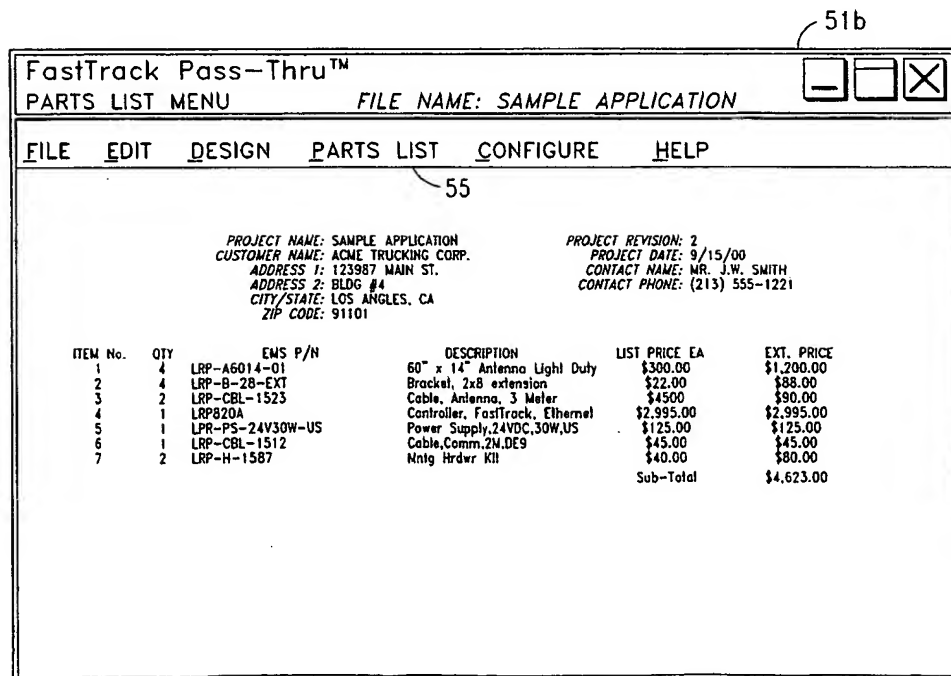 51b
FastTrack Pass-Thru™
PARTS LIST MENU FILE NAME: SAMPLE APPLICATION
FILE EDIT DESIGN PARTS LIST CONFIGURE HELP
55
PROJECT NAME: SAMPLE APPLICATION PROJECT REVISION: 2
CUSTOMER NAME: ACME TRUCKING CORP. PROJECT DATE: 9/15/00
ADDRESS 1: 123987 MAIN ST. CONTACT NAME: MR. J.W. SMITH
ADDRESS 2: BLDG #4 CONTACT PHONE: (213) 555-1221
CITY/STATE: LOS ANGLES, CA
ZIP CODE: 91101
ITEM No. QTY EMS P/N DESCRIPTION LIST PRICE EA EXT. PRICE
1 4 LRP-A6014-01 60" x 14" Antenna Light Duty $300.00 $1,200.00
2 4 LRP-B-28-EXT Bracket, 2x8 extension $22.00 $88.00
3 2 LRP-CBL-1523 Cable, Antenna, 3 Meter $4500 $90.00
4 1 LRP820A Controller, FastTrack, Ethernet $2,995.00 $2,995.00
5 1 LPR-PS-24V30W-US Power Supply,24VDC,30W,US $125.00 $125.00
6 1 LRP-CBL-1512 Cable,Comm,2M,DE9 $45.00 $45.00
7 2 LRP-H-1587 Mntg Hrdwr Kit $40.00 $80.00
Sub-Total $4,623.00